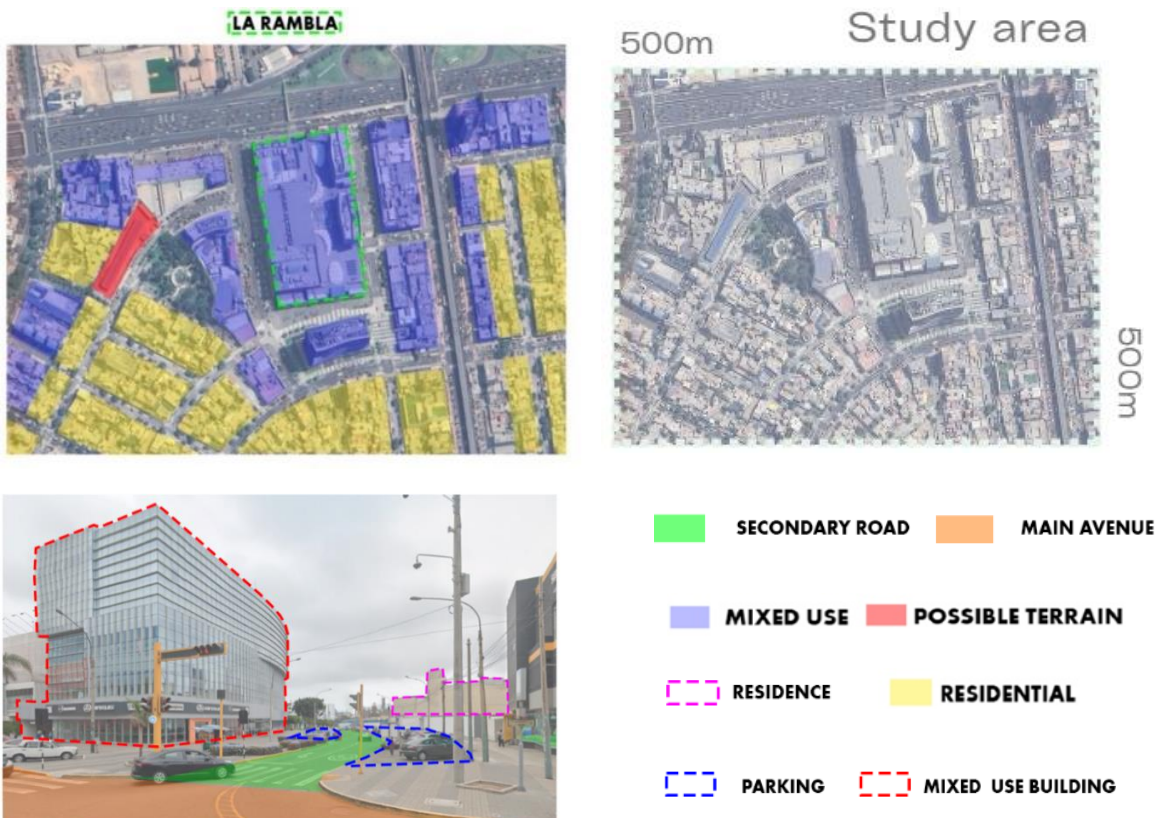 LA RAMBLA
500m
Study area
500m
SECONDARY ROAD
MAIN AVENUE
MIXED USE
POSSIBLE TERRAIN
RESIDENCE
RESIDENTIAL
PARKING
MIXED USE BUILDING